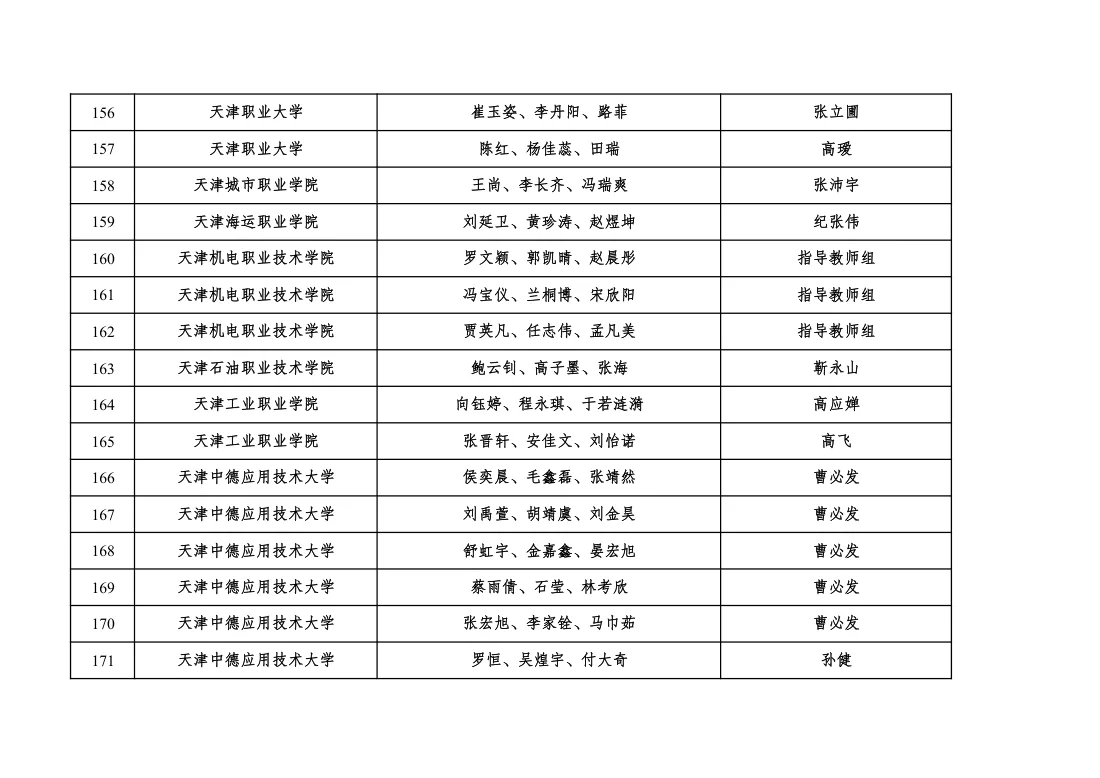 156 天津职业大学 崔玉姿、李丹阳、路菲 张立圃
157 天津职业大学 陈红、杨佳蕊、田瑞 高瑷
158 天津城市职业学院 王尚、李长齐、冯瑞爽 张沛宇
159 天津海运职业学院 刘延卫、黄珍涛、赵煜坤 纪张伟
160 天津机电职业技术学院 罗文颖、郭凯晴、赵晨彤 指导教师组
161 天津机电职业技术学院 冯宝仪、兰桐博、宋欣阳 指导教师组
162 天津机电职业技术学院 贾英凡、任志伟、孟凡美 指导教师组
163 天津石油职业技术学院 鲍云钊、高子墨、张海 靳永山
164 天津工业职业学院 向钰婷、程永琪、于若涟漪 高应婵
165 天津工业职业学院 张晋轩、安佳文、刘怡诺 高飞
166 天津中德应用技术大学 侯奕晨、毛鑫磊、张靖然 曹必发
167 天津中德应用技术大学 刘禹萱、胡靖虞、刘金昊 曹必发
168 天津中德应用技术大学 舒虹宇、金嘉鑫、晏宏旭 曹必发
169 天津中德应用技术大学 蔡雨倩、石莹、林考欣 曹必发
170 天津中德应用技术大学 张宏旭、李家铨、马巾茹 曹必发
171 天津中德应用技术大学 罗恒、吴煌宇、付大奇 孙健